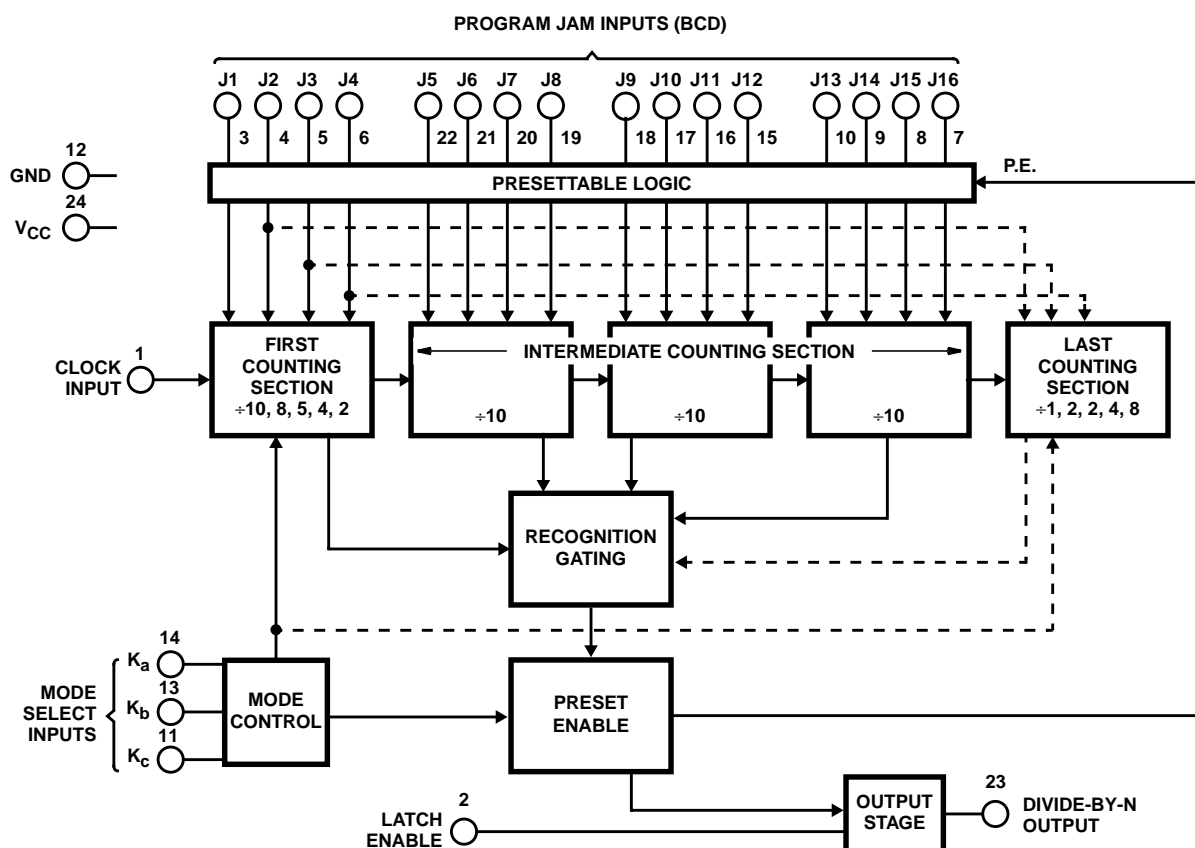 PROGRAM JAM INPUTS (BCD)
J1 J2 J3 J4 J5 J6 J7 J8 J9 J10 J11 J12 J13 J14 J15 J16
3 4 5 6 22 21 20 19 18 17 16 15 10 9 8 7
12
GND
24
VCC
PRESETTABLE LOGIC
P.E.
1
CLOCK
INPUT
FIRST
COUNTING
SECTION
÷10, 8, 5, 4, 2
INTERMEDIATE COUNTING SECTION
÷10 ÷10 ÷10
LAST
COUNTING
SECTION
÷1, 2, 2, 4, 8
RECOGNITION
GATING
MODE
SELECT
INPUTS
14
Ka
13
Kb
11
Kc
MODE
CONTROL
PRESET
ENABLE
2
LATCH
ENABLE
OUTPUT
STAGE
23
DIVIDE-BY-N
OUTPUT